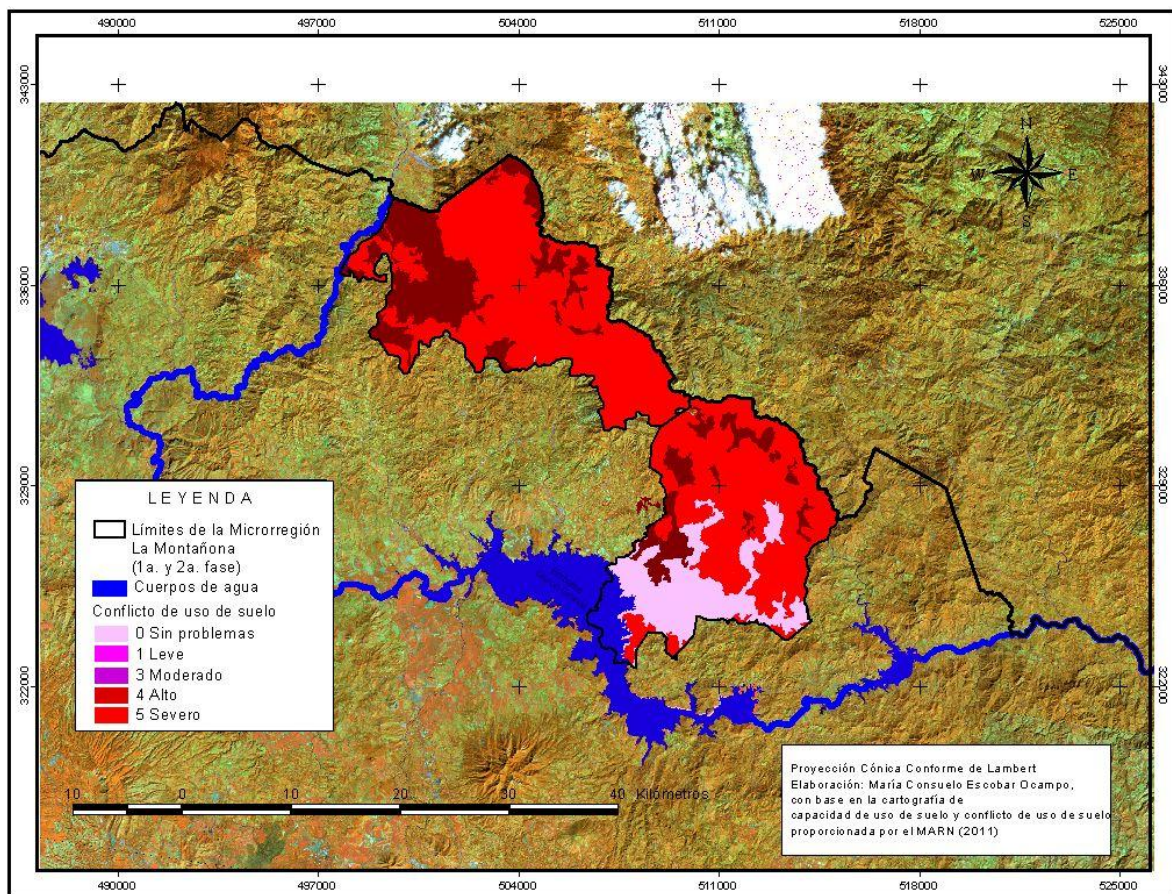 490000 497000 504000 511000 518000 525000
343000 343000
N
W E
S
336000 336000
329000 329000
LEYENDA
Límites de la Microrregión
La Montañona
(1a. y 2a. fase)
Cuerpos de agua
Conflicto de uso de suelo
0 Sin problemas
1 Leve
3 Moderado
4 Alto
5 Severo
322000 322000
Proyección Cónica Conforme de Lambert
Elaboración: María Consuelo Escobar Ocampo,
con base en la cartografía de
capacidad de uso de suelo y conflicto de uso de suelo
proporcionada por el MARN (2011)
10 0 10 20 30 40 Kilómetros
490000 497000 504000 511000 518000 525000